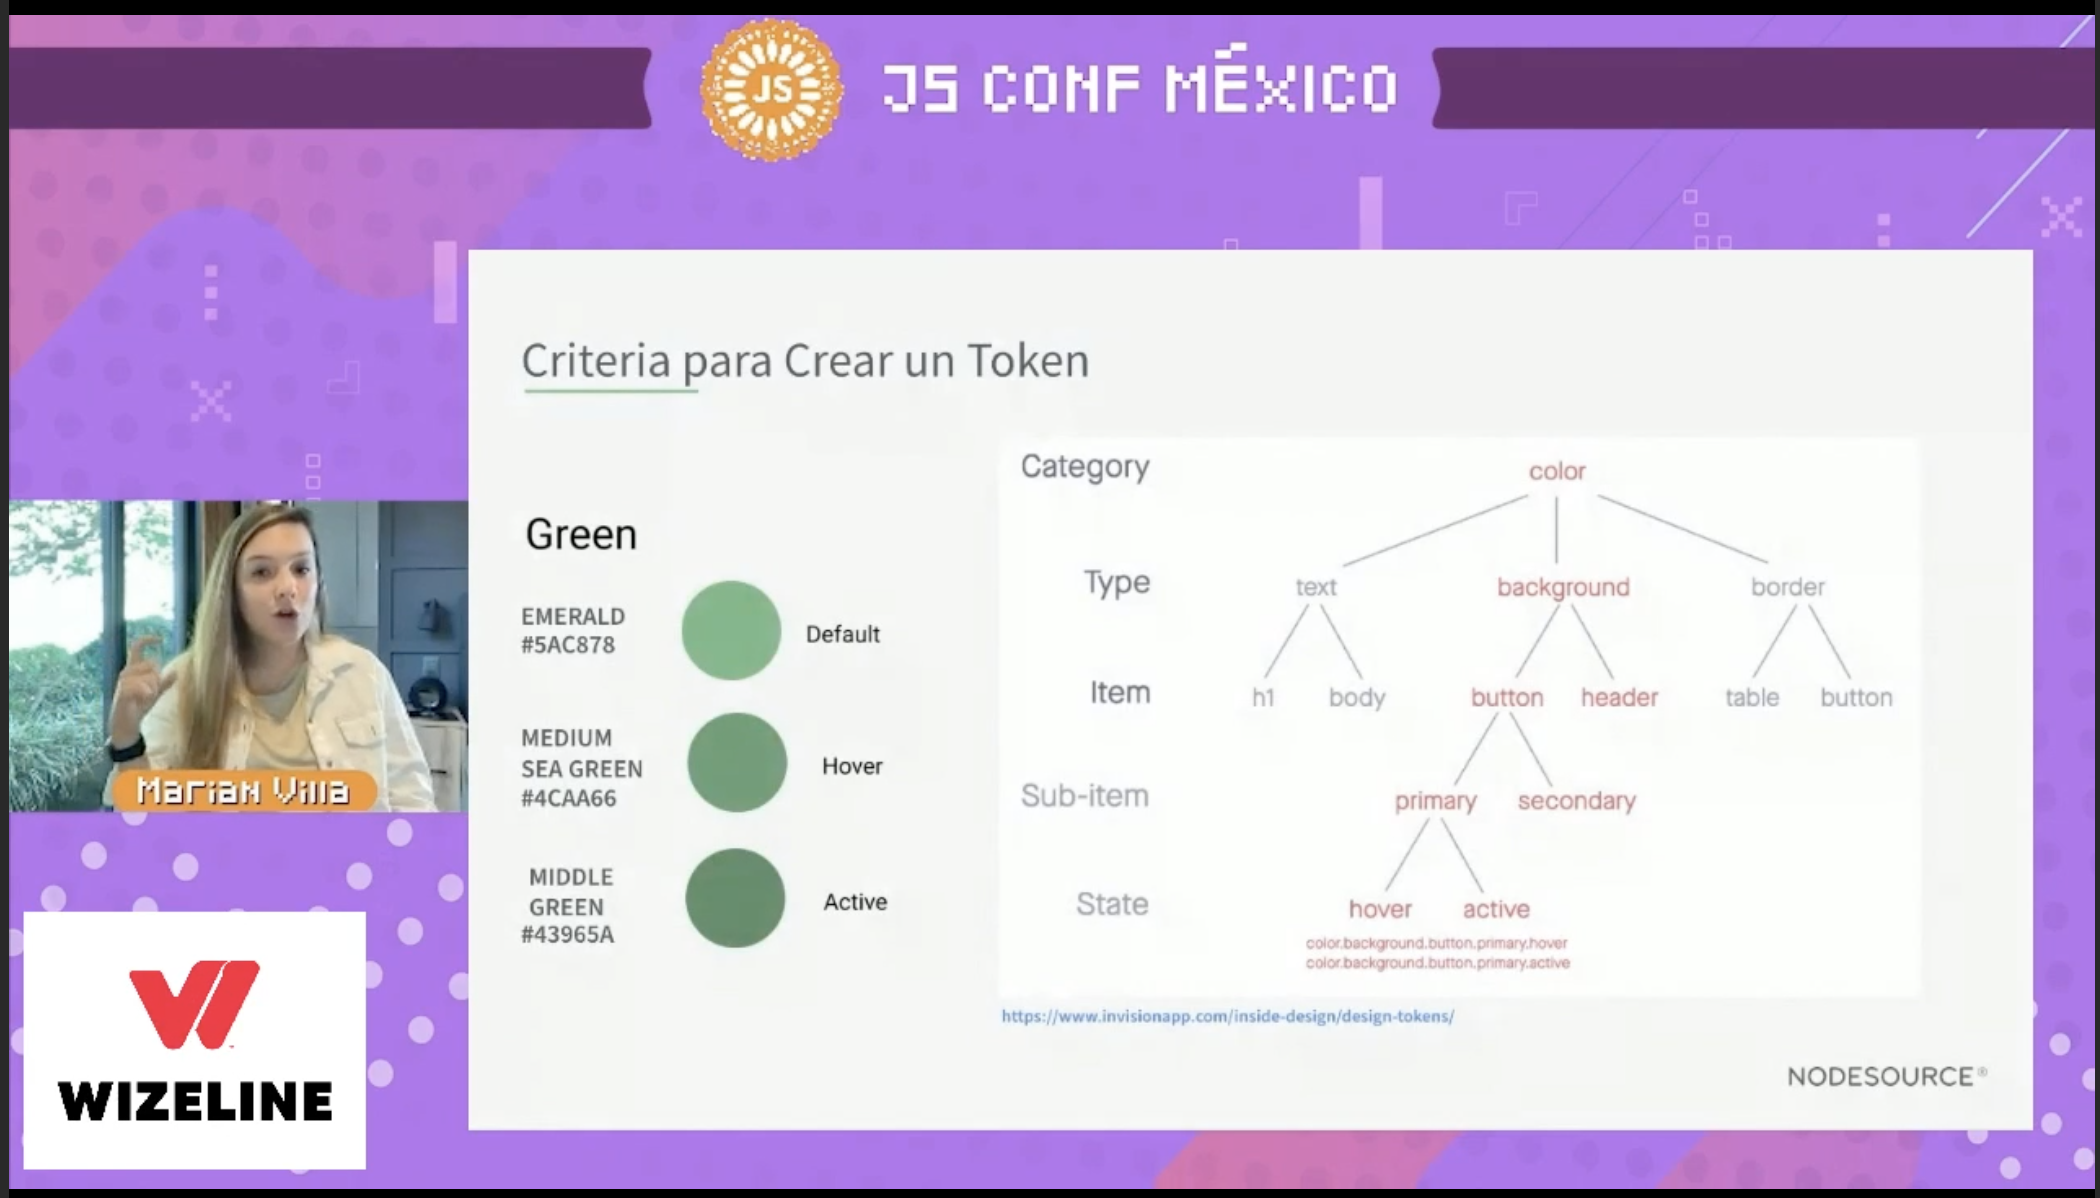 JS
JS CONF MÉXICO
Criteria para Crear un Token
Green
EMERALD
#5AC878
Default
MEDIUM
SEA GREEN
#4CAA66
Hover
MIDDLE
GREEN
#43965A
Active
Category
color
Type
text background border
Item
h1 body button header table button
Sub-item
primary secondary
State
hover active
color.background.button.primary.hover
color.background.button.primary.active
https://www.invisionapp.com/inside-design/design-tokens/
NODESOURCE®
Marian Villa
WIZELINE